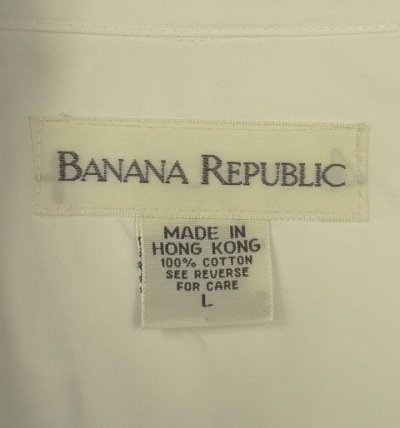 BANANA REPUBLIC
MADE IN
HONG KONG
100% COTTON
SEE REVERSE
FOR CARE
L